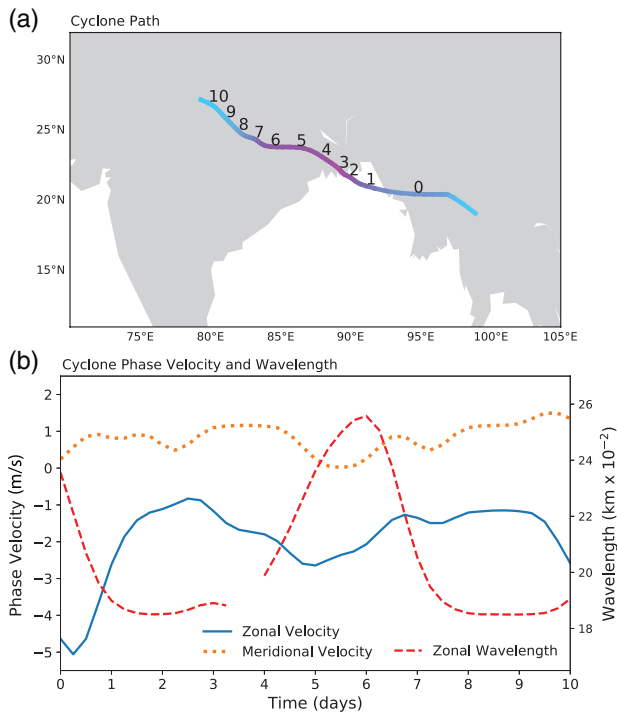 (a)
Cyclone Path
30°N
25°N
20°N
15°N
10
9
8
7
6
5
4
3
2
1
0
75°E 80°E 85°E 90°E 95°E 100°E 105°E
(b)
Cyclone Phase Velocity and Wavelength
Phase Velocity (m/s)
2
1
0
−1
−2
−3
−4
−5
26
24
22
20
18
Wavelength (km x 10⁻²)
Zonal Velocity
Meridional Velocity
Zonal Wavelength
0 1 2 3 4 5 6 7 8 9 10
Time (days)